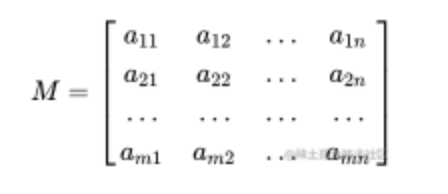 a₁₁ a₁₂ … a₁ₙ
a₂₁ a₂₂ … a₂ₙ
M =
… … … …
aₘ₁ aₘ₂ … aₘₙ